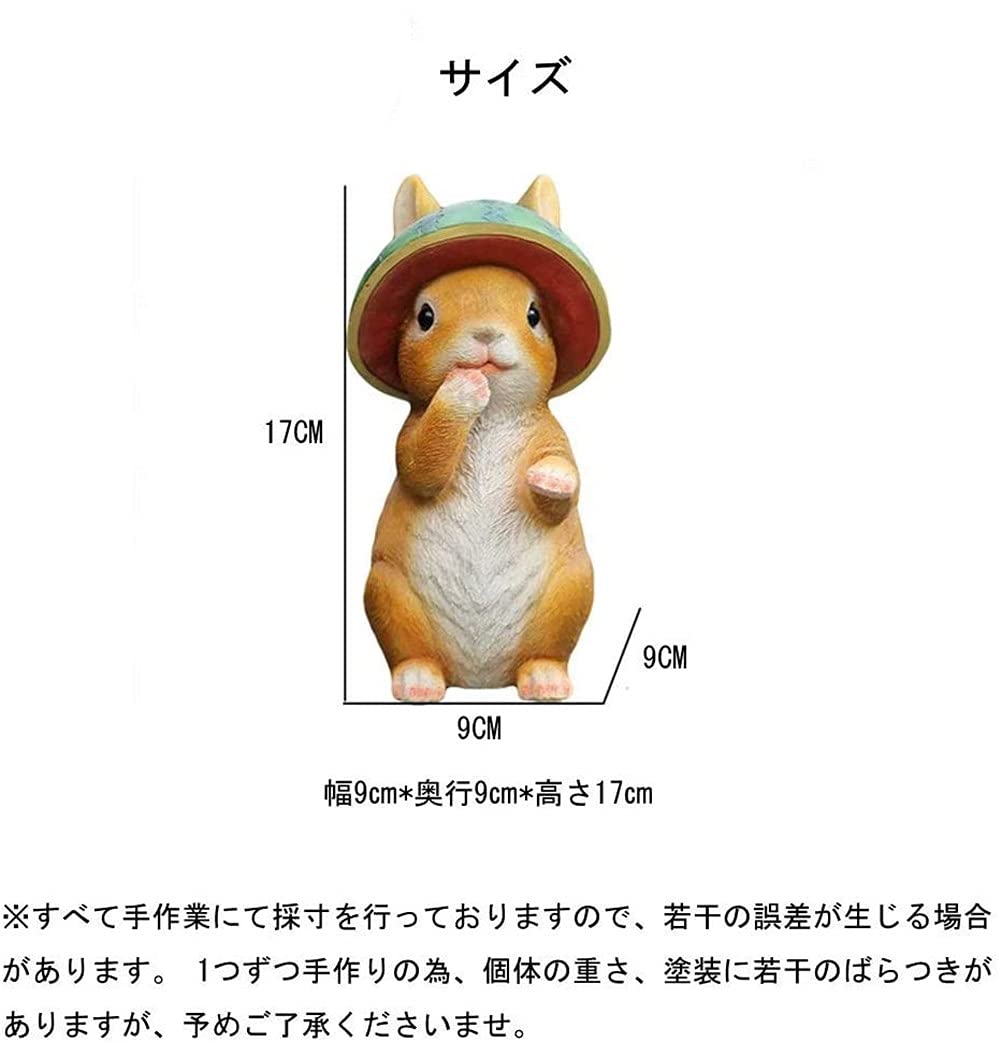 サイズ
17CM
9CM
9CM
幅9cm*奥行9cm*高さ17cm
※すべて手作業にて採寸を行っておりますので、若干の誤差が生じる場合
があります。 1つずつ手作りの為、個体の重さ、塗装に若干のばらつきが
ありますが、予めご了承くださいませ。